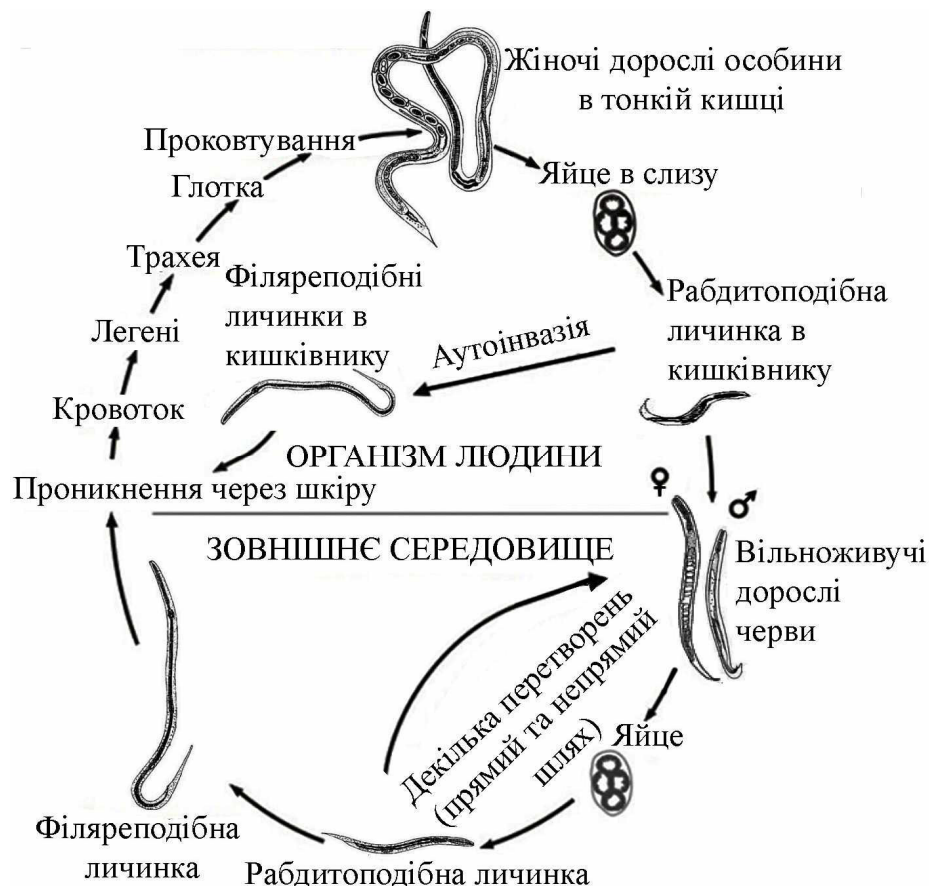 Жіночі дорослі особини
в тонкій кишці
Проковтування
Глотка
Трахея
Легені
Кровоток
Проникнення через шкіру
Яйце в слизу
Рабдитоподібна
личинка в
кишківнику
Аутоінвазія
Філяреподібні
личинки в
кишківнику
ОРГАНІЗМ ЛЮДИНИ
ЗОВНІШНЄ СЕРЕДОВИЩЕ
♀
♂
Вільноживучі
дорослі
черви
Декілька перетворень
(прямий та непрямий
шлях)
Яйце
Рабдитоподібна личинка
Філяреподібна
личинка